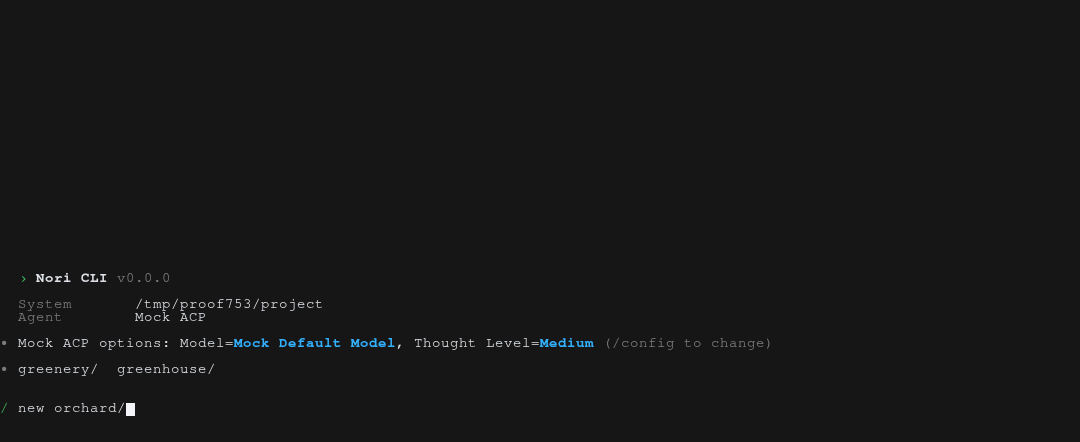 › Nori CLI v0.0.0
System /tmp/proof753/project
Agent Mock ACP
• Mock ACP options: Model=Mock Default Model, Thought Level=Medium (/config to change)
• greenery/  greenhouse/
/ new orchard/